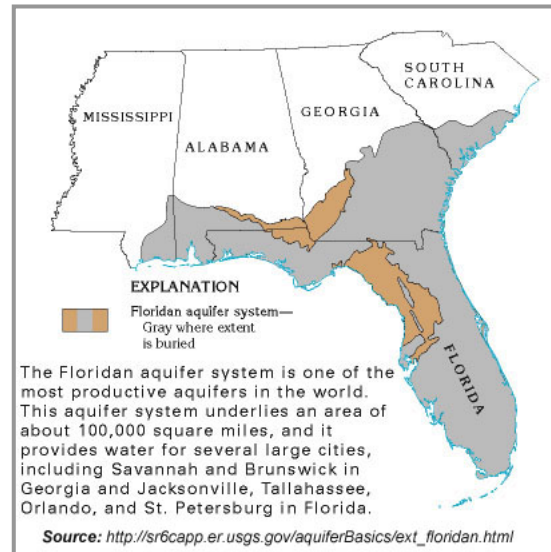 SOUTH
CAROLINA
MISSISSIPPI
GEORGIA
ALABAMA
EXPLANATION
Floridan aquifer system—
Gray where extent
is buried
FLORIDA
The Floridan aquifer system is one of the
most productive aquifers in the world.
This aquifer system underlies an area of
about 100,000 square miles, and it
provides water for several large cities,
including Savannah and Brunswick in
Georgia and Jacksonville, Tallahassee,
Orlando, and St. Petersburg in Florida.
Source: http://sr6capp.er.usgs.gov/aquiferBasics/ext_floridan.html